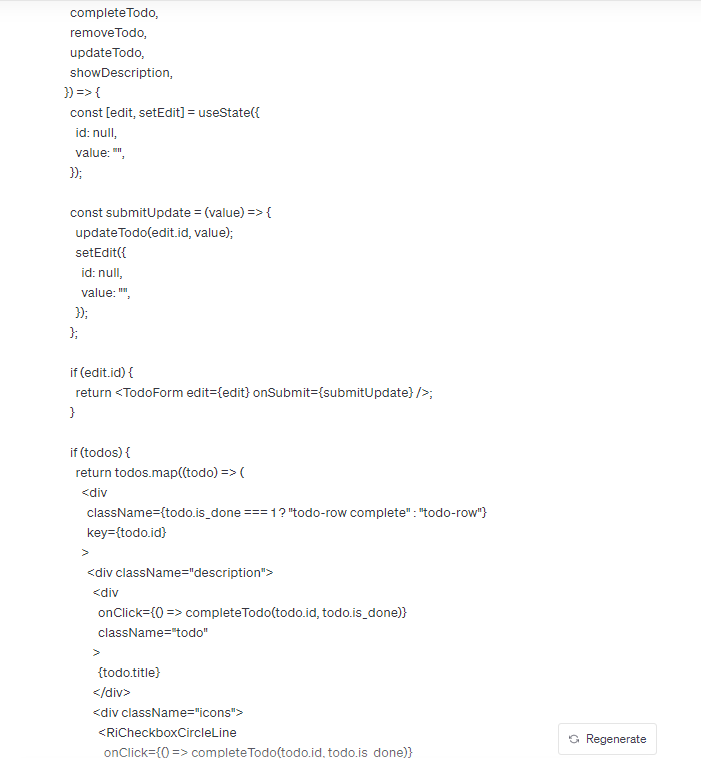 completeTodo,
removeTodo,
updateTodo,
showDescription,
}) => {
const [edit, setEdit] = useState({
id: null,
value: "",
});
const submitUpdate = (value) => {
updateTodo(edit.id, value);
setEdit({
id: null,
value: "",
});
};
if (edit.id) {
return <TodoForm edit={edit} onSubmit={submitUpdate} />;
}
if (todos) {
return todos.map((todo) => (
<div
className={todo.is_done === 1 ? "todo-row complete" : "todo-row"}
key={todo.id}
>
<div className="description">
<div
onClick={() => completeTodo(todo.id, todo.is_done)}
className="todo"
>
{todo.title}
</div>
<div className="icons">
<RiCheckboxCircleLine
onClick={() => completeTodo(todo.id, todo.is_done)}
Regenerate